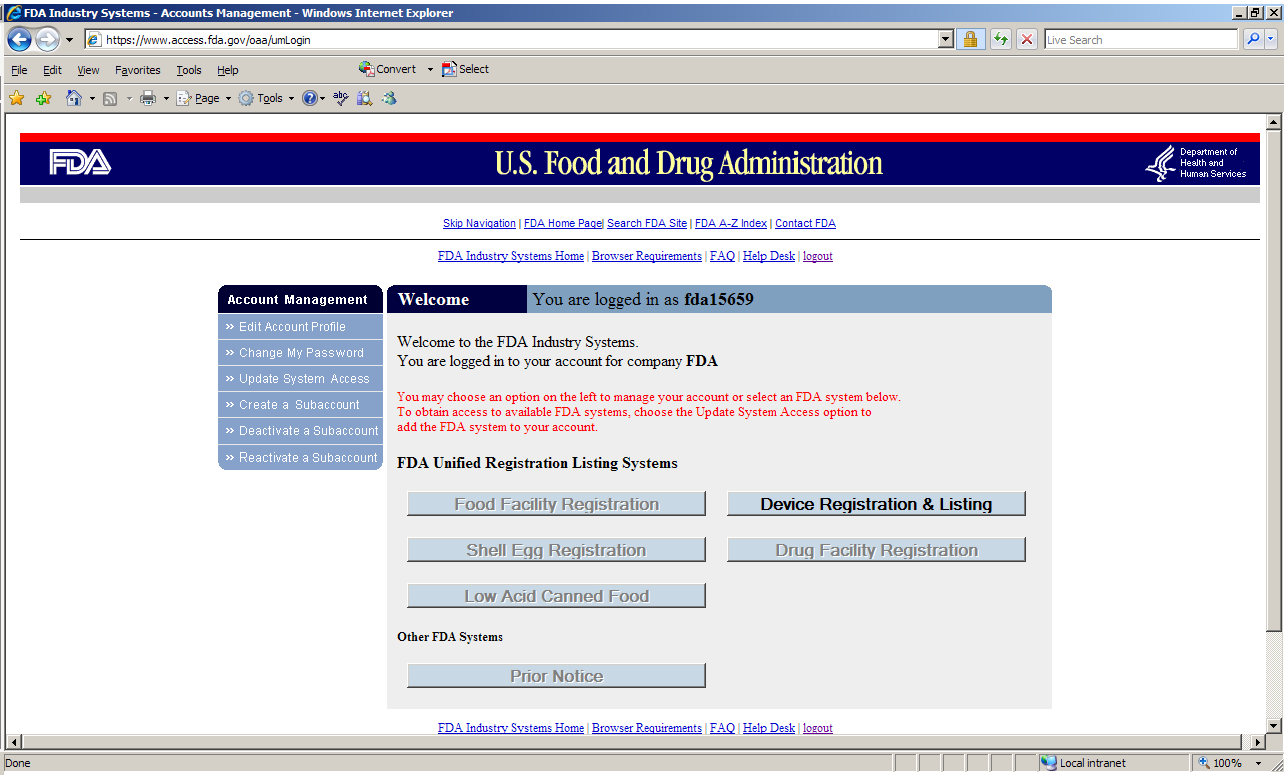 FDA Industry Systems - Accounts Management - Windows Internet Explorer
https://www.access.fda.gov/oaa/umLogin
Live Search
File Edit View Favorites Tools Help Convert Select
Page Tools abc
FDA U.S. Food and Drug Administration
Department of
Health and
Human Services
Skip Navigation | FDA Home Page| Search FDA Site | FDA A-Z Index | Contact FDA
FDA Industry Systems Home | Browser Requirements | FAQ | Help Desk | logout
Account Management
» Edit Account Profile
» Change My Password
» Update System Access
» Create a Subaccount
» Deactivate a Subaccount
» Reactivate a Subaccount
Welcome You are logged in as fda15659
Welcome to the FDA Industry Systems.
You are logged in to your account for company FDA
You may choose an option on the left to manage your account or select an FDA system below.
To obtain access to available FDA systems, choose the Update System Access option to
add the FDA system to your account.
FDA Unified Registration Listing Systems
Food Facility Registration Device Registration & Listing
Shell Egg Registration Drug Facility Registration
Low Acid Canned Food
Other FDA Systems
Prior Notice
FDA Industry Systems Home | Browser Requirements | FAQ | Help Desk | logout
Done Local intranet 100%